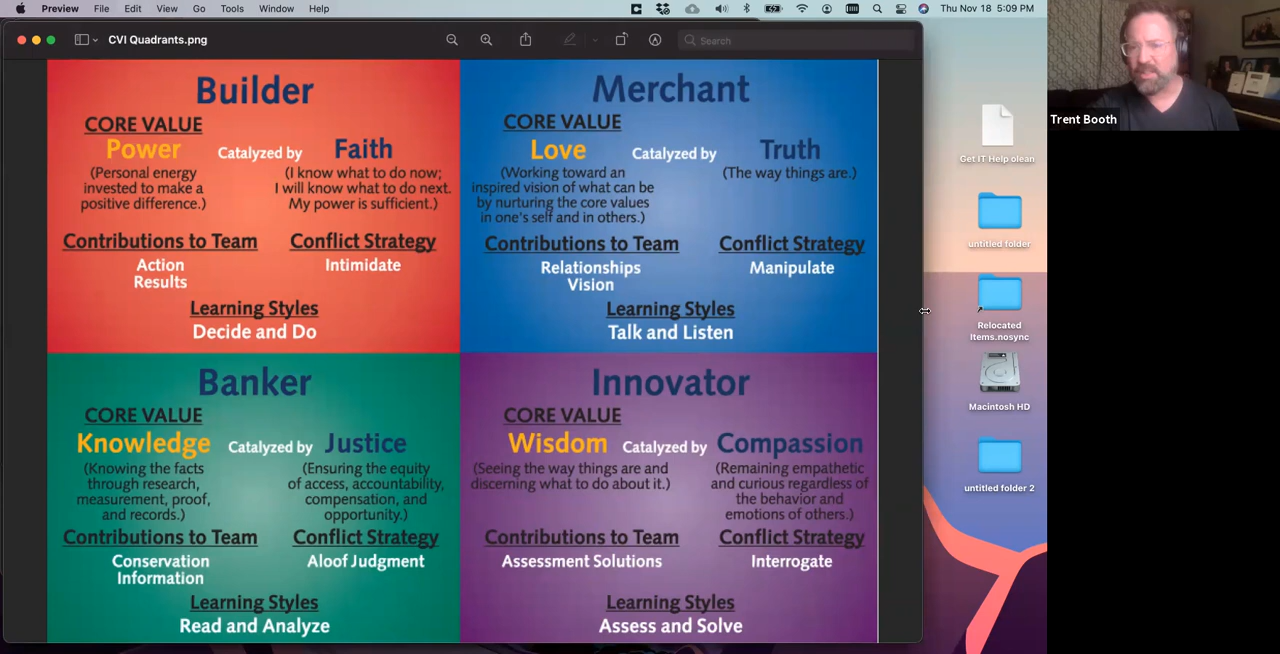 Preview File Edit View Go Tools Window Help Thu Nov 18 5:09 PM
CVI Quadrants.png
Search
Builder
CORE VALUE
Power Catalyzed by Faith
(Personal energy
invested to make a
positive difference.)
(I know what to do now;
I will know what to do next.
My power is sufficient.)
Contributions to Team
Action
Results
Conflict Strategy
Intimidate
Learning Styles
Decide and Do
Merchant
CORE VALUE
Love Catalyzed by Truth
(Working toward an
inspired vision of what can be
by nurturing the core values
in one's self and in others.)
(The way things are.)
Contributions to Team
Relationships
Vision
Conflict Strategy
Manipulate
Learning Styles
Talk and Listen
Banker
CORE VALUE
Knowledge Catalyzed by Justice
(Knowing the facts
through research,
measurement, proof,
and records.)
(Ensuring the equity
of access, accountability,
compensation, and
opportunity.)
Contributions to Team
Conservation
Information
Conflict Strategy
Aloof Judgment
Learning Styles
Read and Analyze
Innovator
CORE VALUE
Wisdom Catalyzed by Compassion
(Seeing the way things are and
discerning what to do about it.)
(Remaining empathetic
and curious regardless of
the behavior and
emotions of others.)
Contributions to Team
Assessment Solutions
Conflict Strategy
Interrogate
Learning Styles
Assess and Solve
Get IT Help olean
untitled folder
Relocated
Items.nosync
Macintosh HD
untitled folder 2
Trent Booth